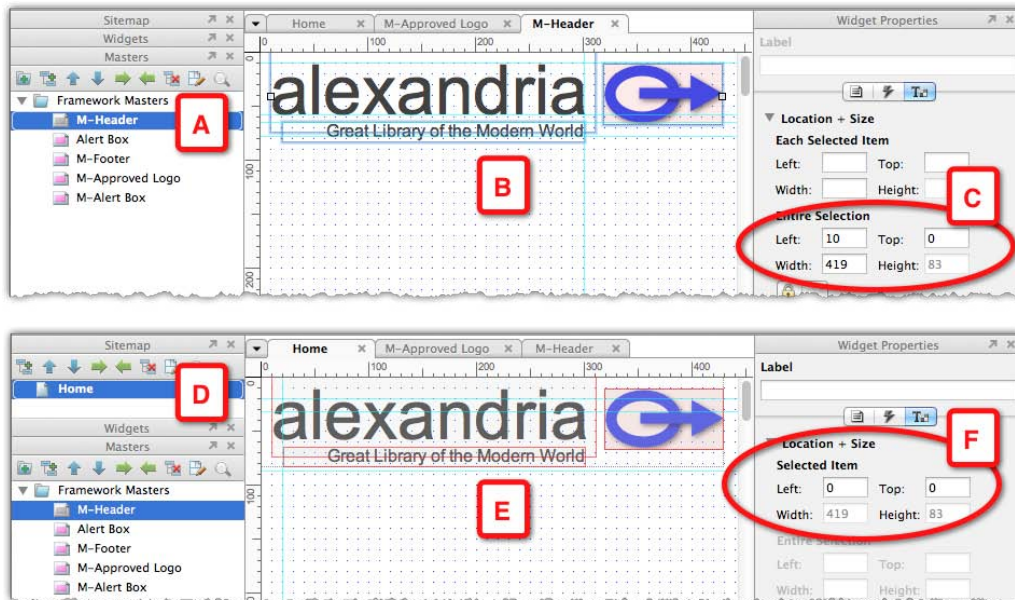 Sitemap
Widgets
Masters
Framework Masters
M-Header
Alert Box
M-Footer
M-Approved Logo
M-Alert Box
A
Home
M-Approved Logo
M-Header
0 100 200 300 400
0
100
200
alexandria
Great Library of the Modern World
B
Widget Properties
Label
Location + Size
Each Selected Item
Left: Top:
Width: Height:
C
Entire Selection
Left: 10 Top: 0
Width: 419 Height: 83
Sitemap
Home
D
Widgets
Masters
Framework Masters
M-Header
Alert Box
M-Footer
M-Approved Logo
M-Alert Box
Home
M-Approved Logo
M-Header
0 100 200 300 400
0
100
alexandria
Great Library of the Modern World
E
Widget Properties
Label
F
Location + Size
Selected Item
Left: 0 Top: 0
Width: 419 Height: 83
Entire Selection
Left: Top:
Width: Height: